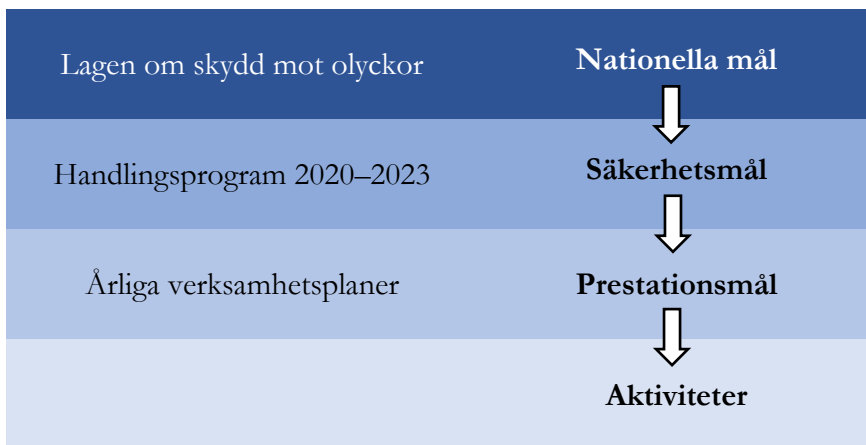 Lagen om skydd mot olyckor
Nationella mål
Handlingsprogram 2020–2023
Säkerhetsmål
Årliga verksamhetsplaner
Prestationsmål
Aktiviteter